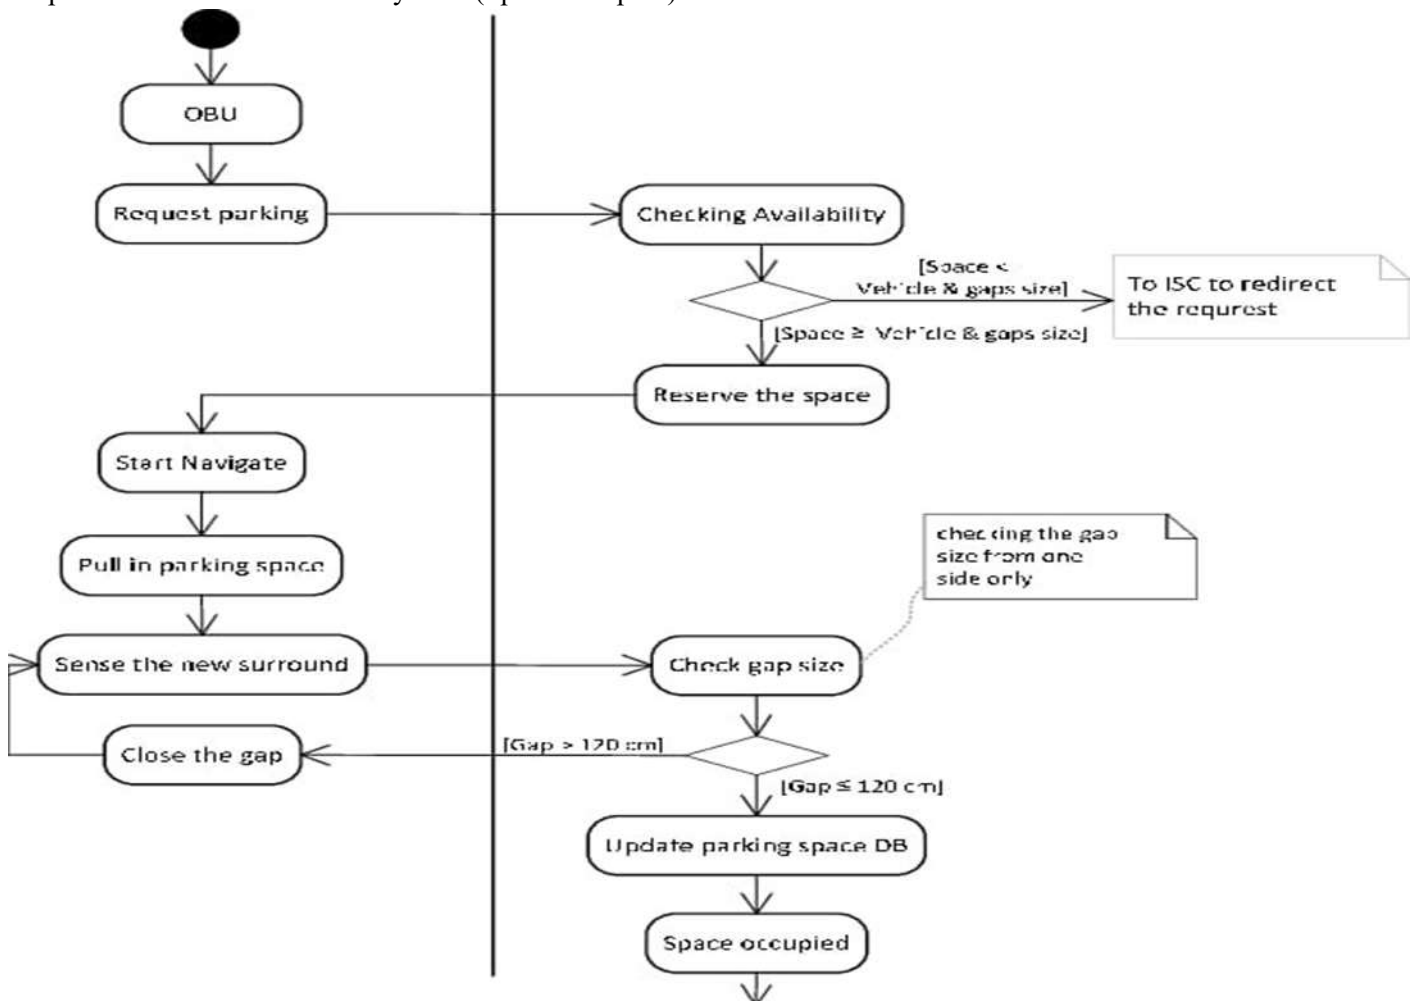 OBU
Request parking
Checking Availability
[Space <
Vehicle & gaps size]
To ISC to redirect
the requrest
[Space ≥ Vehicle & gaps size]
Reserve the space
Start Navigate
Pull in parking space
checking the gap
size from one
side only
Sense the new surround
Check gap size
[Gap > 120 cm]
Close the gap
[Gap ≤ 120 cm]
Update parking space DB
Space occupied